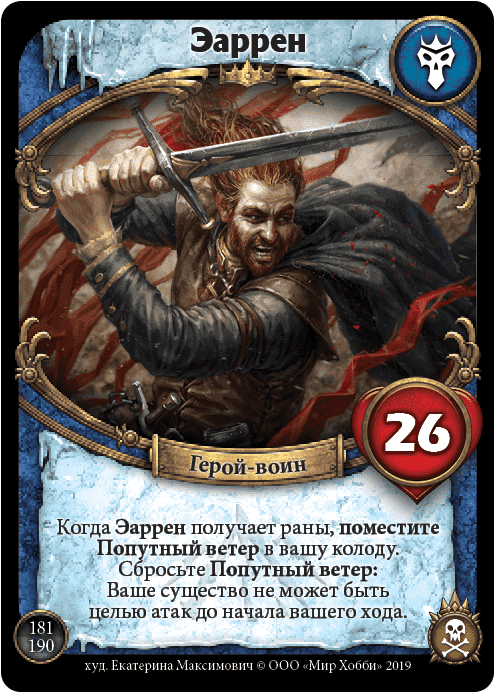 Эаррен
26
Герой-воин
Когда Эаррен получает раны, поместите
Попутный ветер в вашу колоду.
Сбросьте Попутный ветер:
Ваше существо не может быть
целью атак до начала вашего хода.
181
190
худ. Екатерина Максимович © ООО «Мир Хобби» 2019